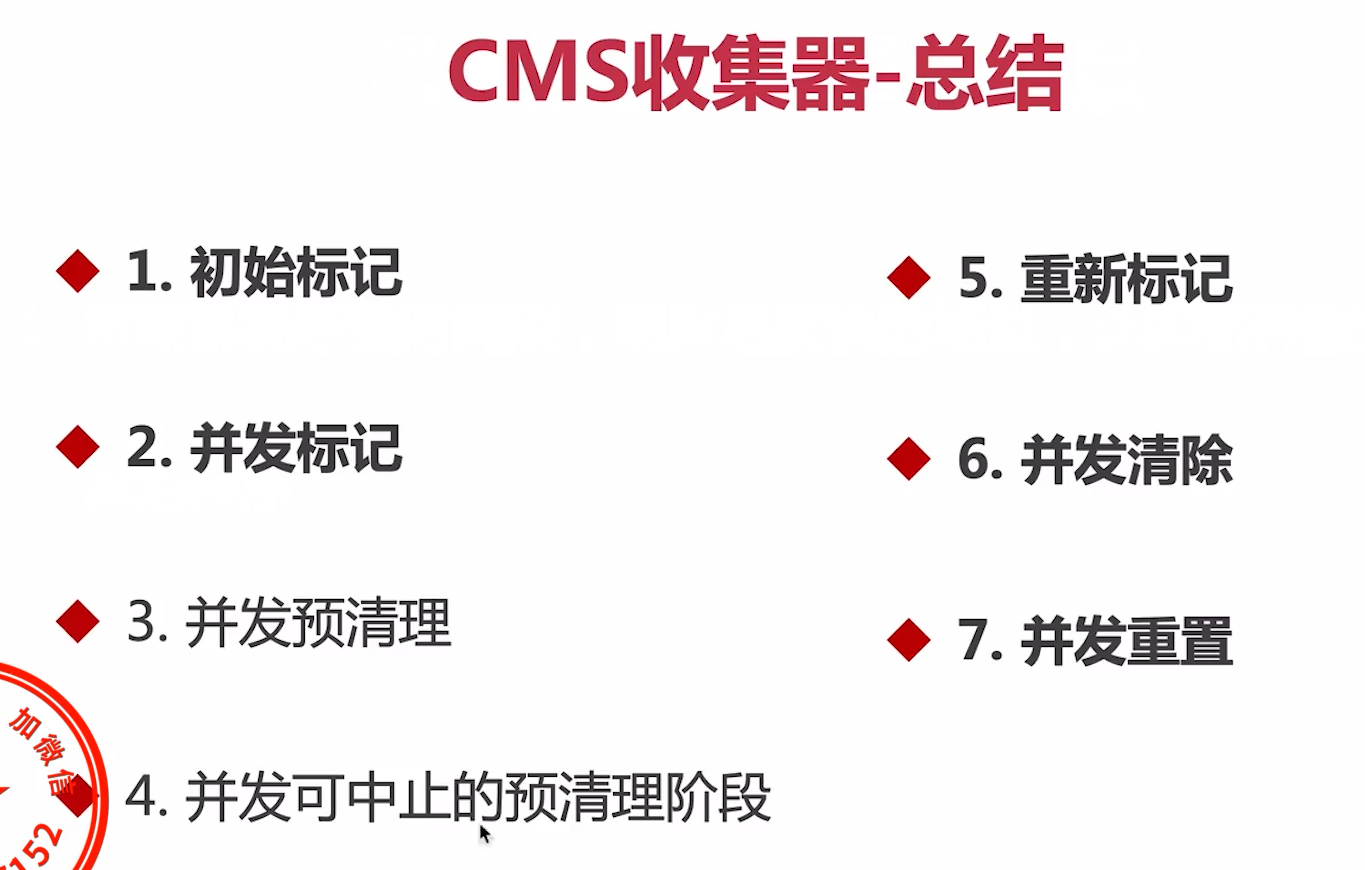 CMS收集器-总结
1. 初始标记
2. 并发标记
3. 并发预清理
4. 并发可中止的预清理阶段
5. 重新标记
6. 并发清除
7. 并发重置
加微信
152